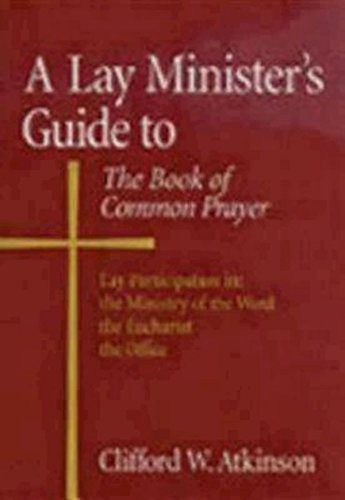 A Lay Minister's
Guide to
The Book of
Common Prayer
Lay Participation in:
the Ministry of the Word
the Eucharist
the Office
Clifford W. Atkinson